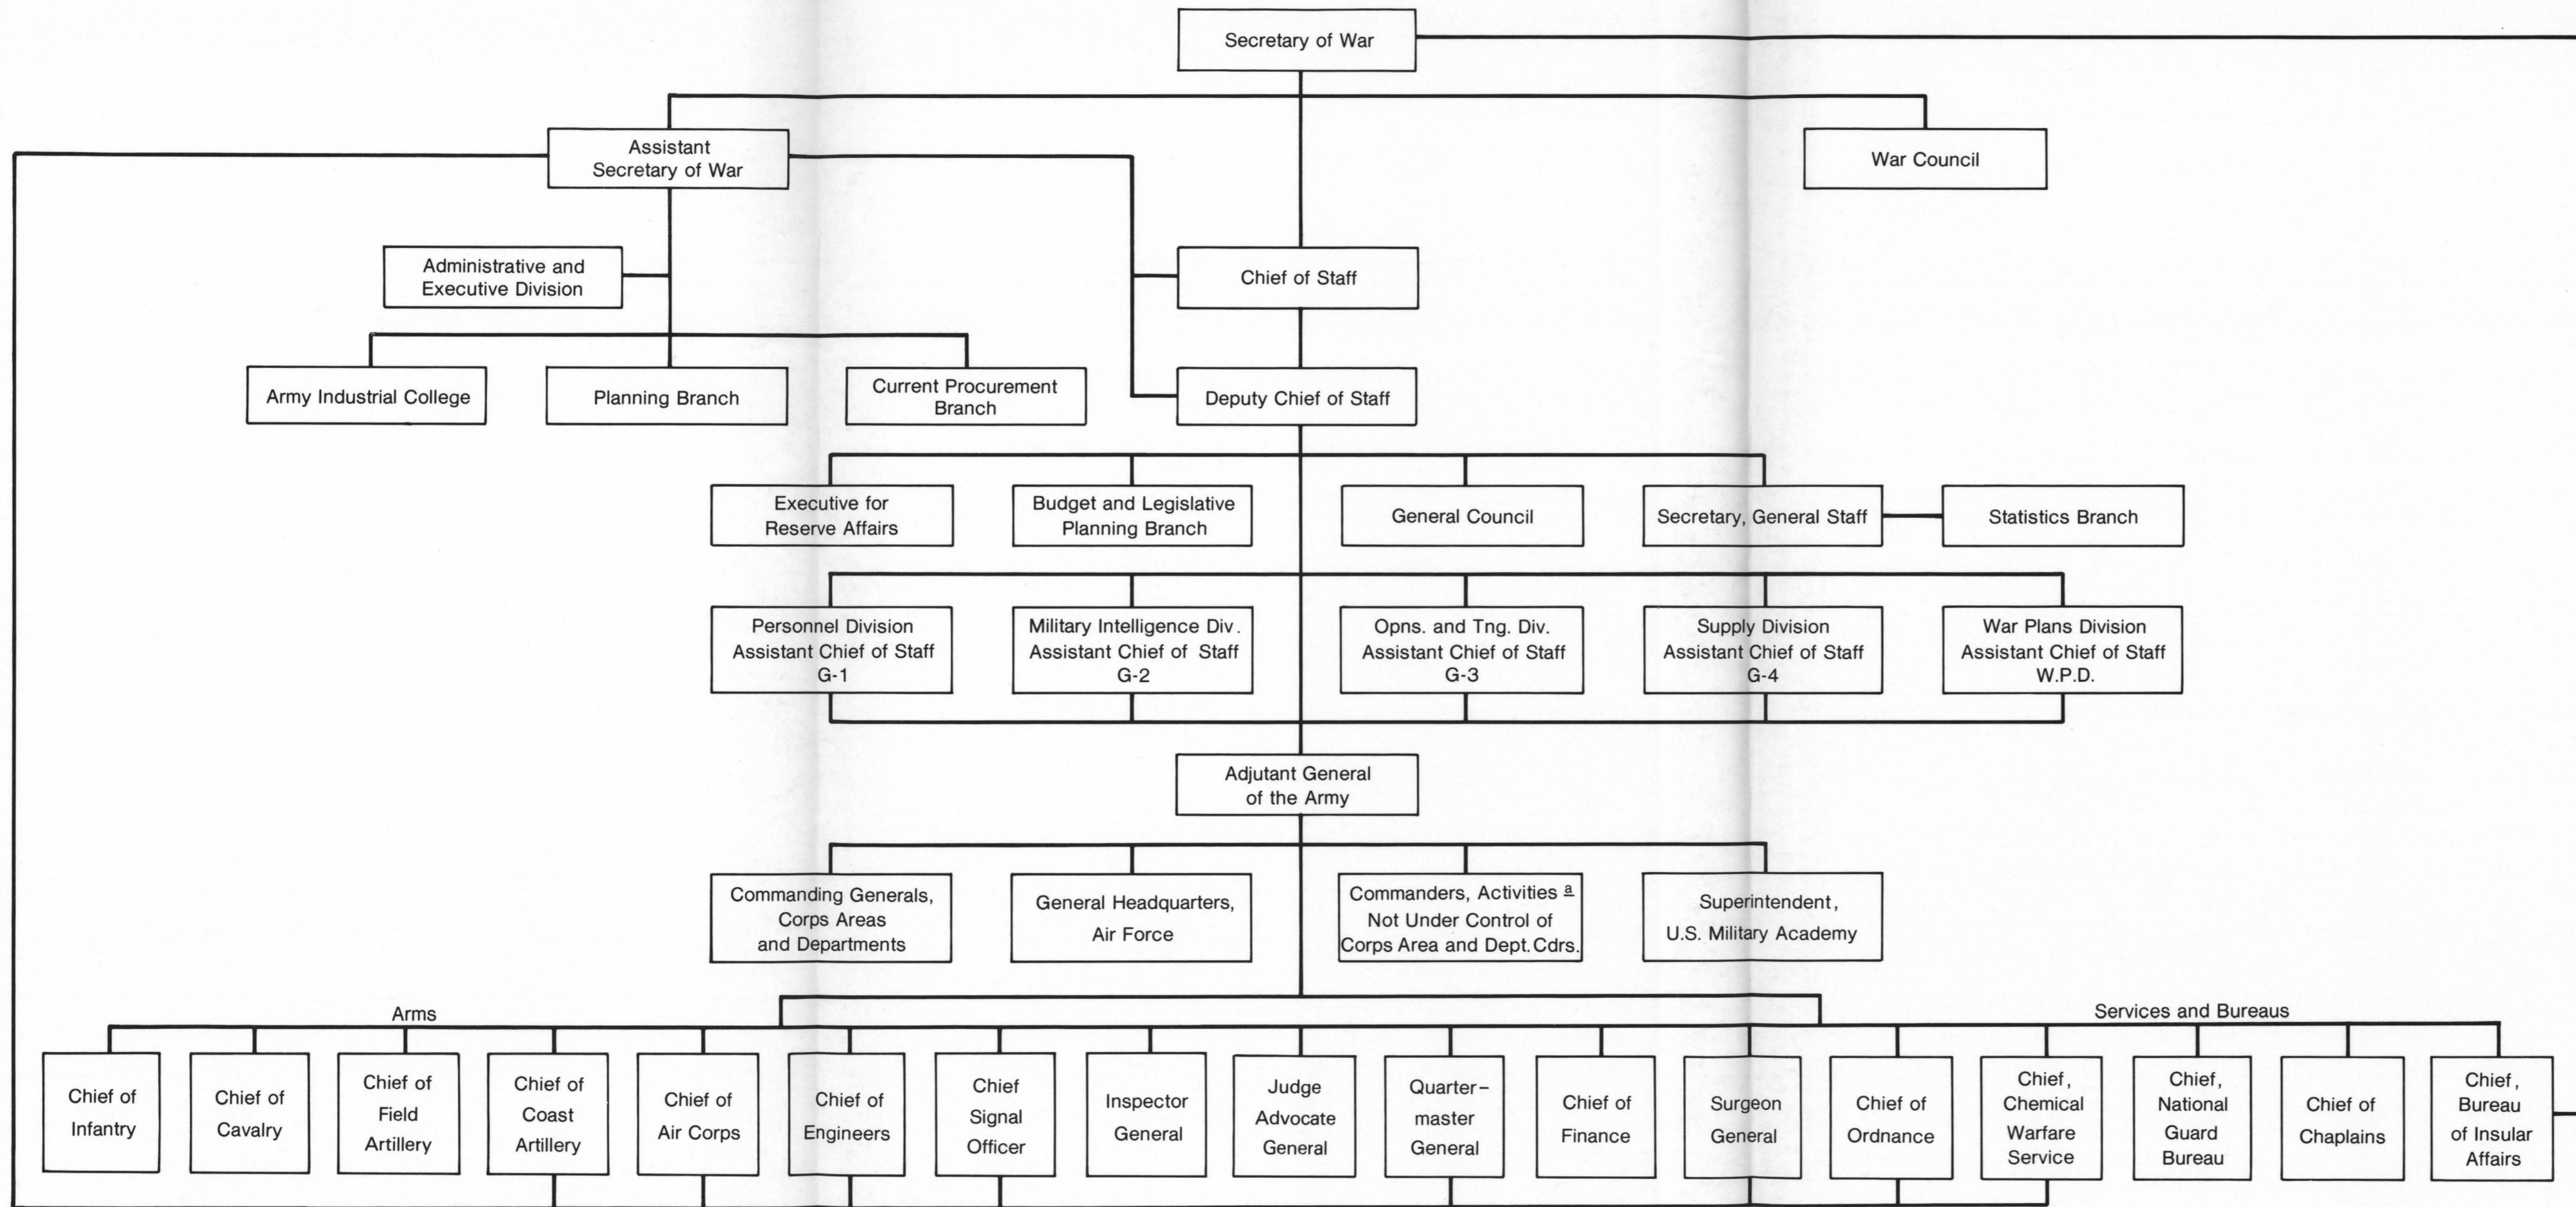 Secretary of War
Assistant
Secretary of War
War Council
Administrative and
Executive Division
Chief of Staff
Army Industrial College
Planning Branch
Current Procurement
Branch
Deputy Chief of Staff
Executive for
Reserve Affairs
Budget and Legislative
Planning Branch
General Council
Secretary, General Staff
Statistics Branch
Personnel Division
Assistant Chief of Staff
G-1
Military Intelligence Div.
Assistant Chief of Staff
G-2
Opns. and Tng. Div.
Assistant Chief of Staff
G-3
Supply Division
Assistant Chief of Staff
G-4
War Plans Division
Assistant Chief of Staff
W.P.D.
Adjutant General
of the Army
Commanding Generals,
Corps Areas
and Departments
General Headquarters,
Air Force
Commanders, Activities a
Not Under Control of
Corps Area and Dept. Cdrs.
Superintendent,
U.S. Military Academy
Arms
Services and Bureaus
Chief of
Infantry
Chief of
Cavalry
Chief of
Field
Artillery
Chief of
Coast
Artillery
Chief of
Air Corps
Chief of
Engineers
Chief
Signal
Officer
Inspector
General
Judge
Advocate
General
Quarter-
master
General
Chief of
Finance
Surgeon
General
Chief of
Ordnance
Chief,
Chemical
Warfare
Service
Chief,
National
Guard
Bureau
Chief of
Chaplains
Chief,
Bureau
of Insular
Affairs